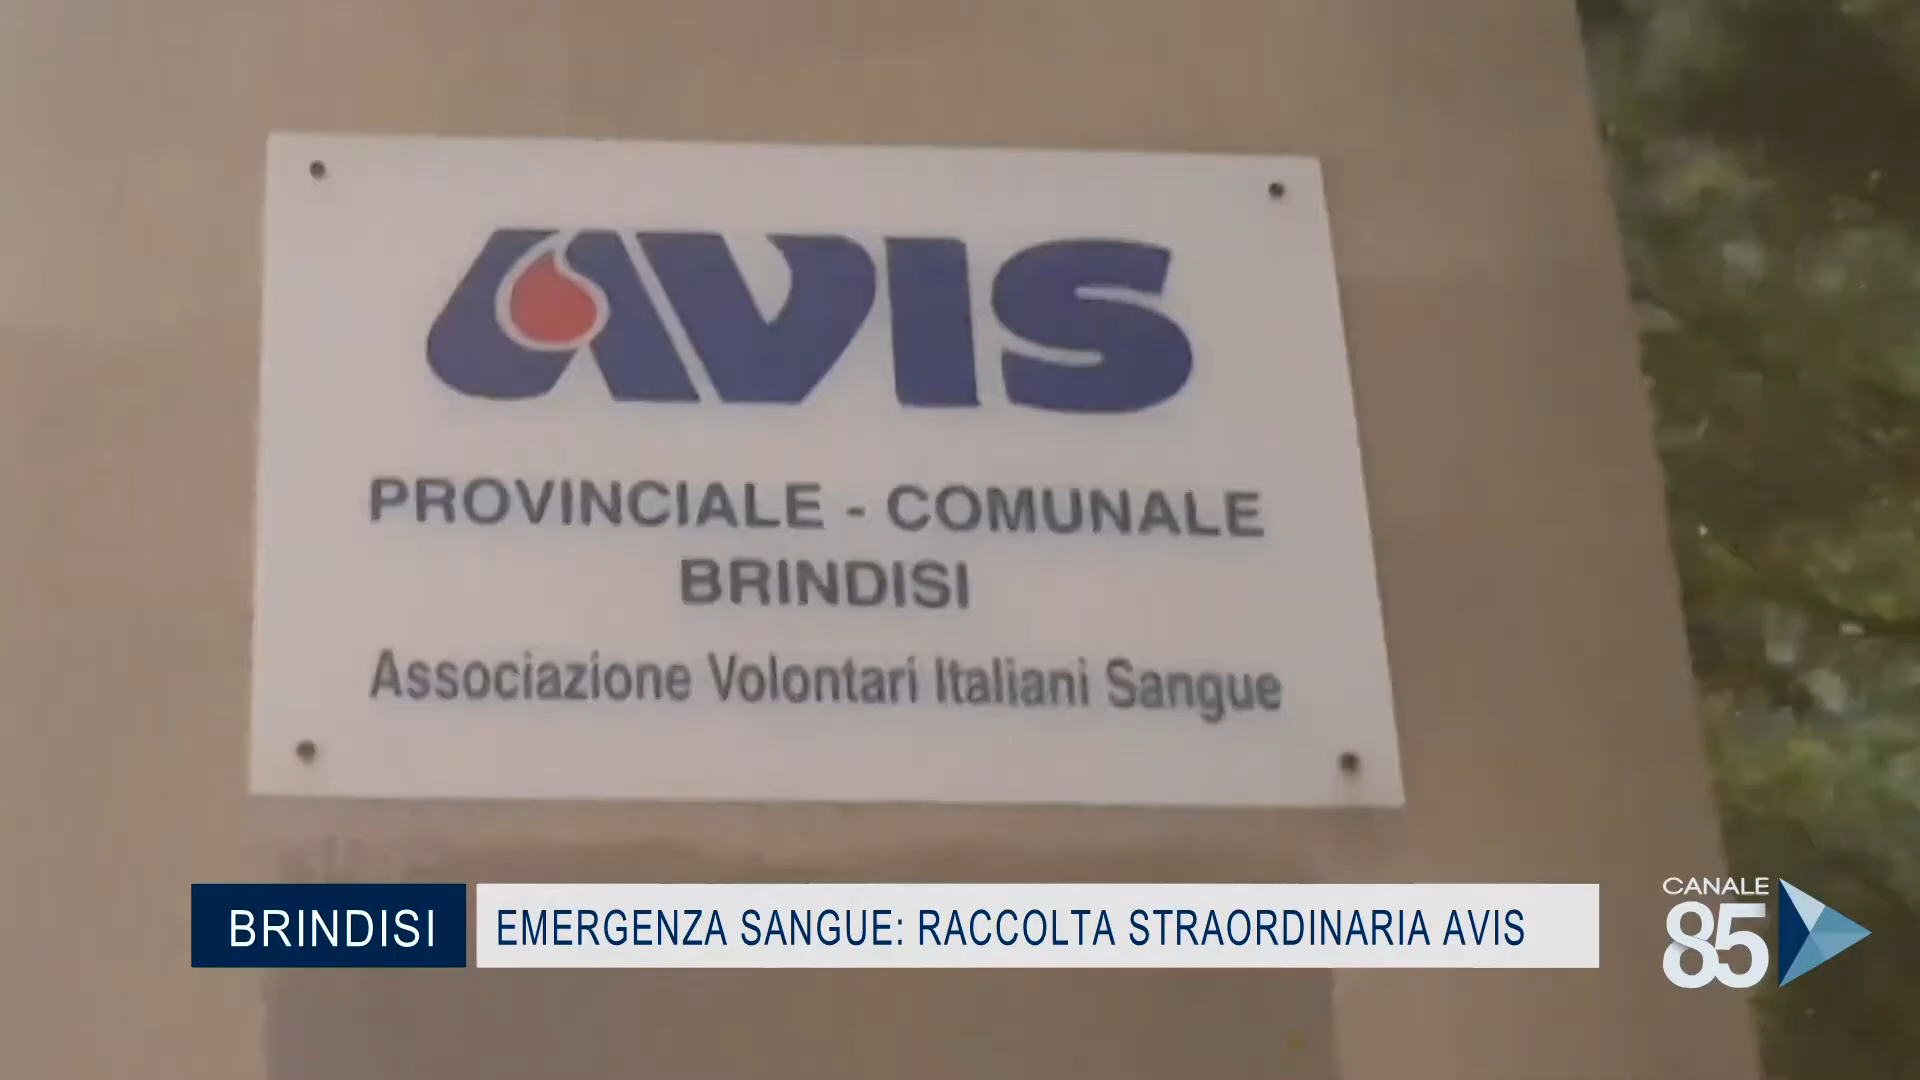 AVIS
PROVINCIALE - COMUNALE
BRINDISI
Associazione Volontari Italiani Sangue
BRINDISI
EMERGENZA SANGUE: RACCOLTA STRAORDINARIA AVIS
CANALE
85